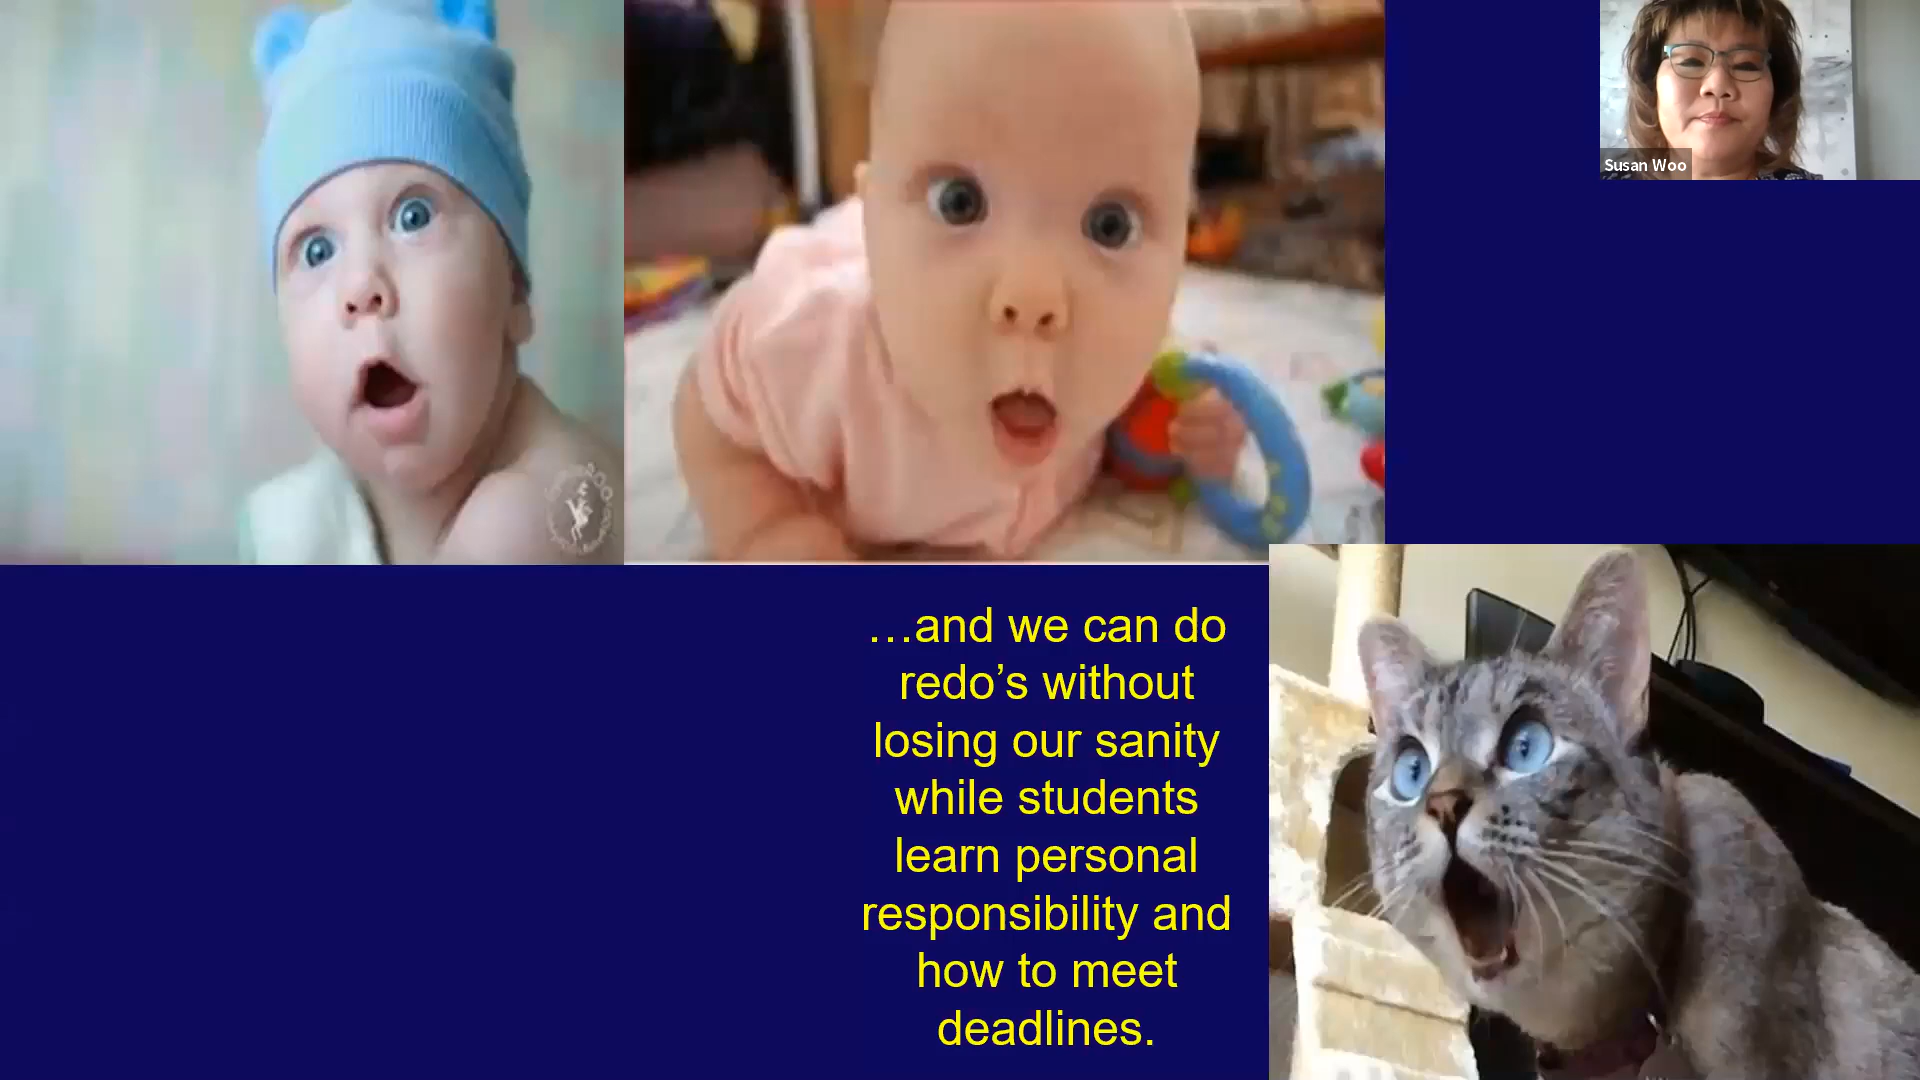 Susan Woo
…and we can do
redo’s without
losing our sanity
while students
learn personal
responsibility and
how to meet
deadlines.